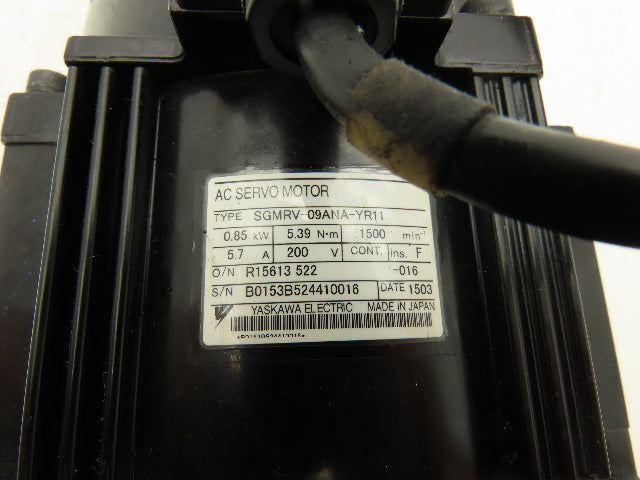 AC SERVO MOTOR
TYPE SGMRV-09ANA-YR11
0.85 kW 5.39 N·m 1500 min⁻¹
5.7 A 200 V CONT. ins. F
O/N R15613 522 -016
S/N B0153B524410016 DATE 1503
YASKAWA ELECTRIC MADE IN JAPAN